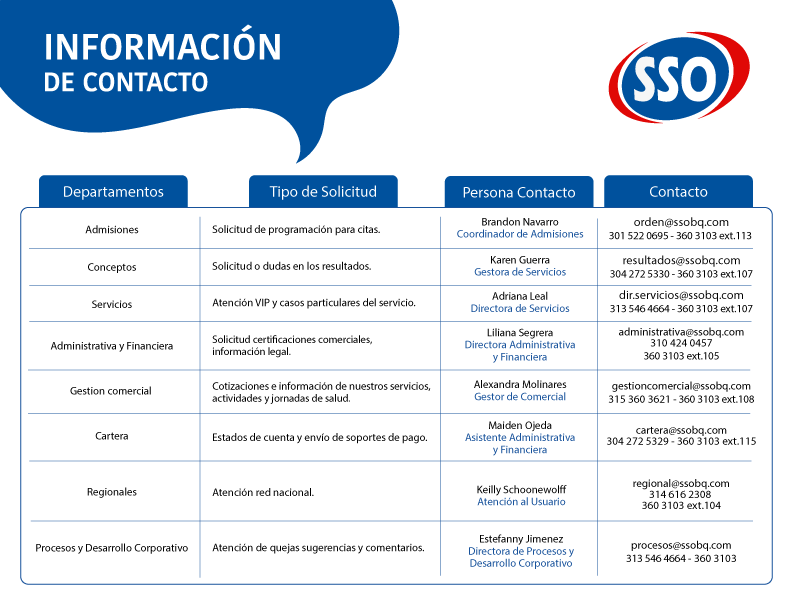 INFORMACIÓN
DE CONTACTO
SSO
Departamentos
Tipo de Solicitud
Persona Contacto
Contacto
Admisiones
Solicitud de programación para citas.
Brandon Navarro
Coordinador de Admisiones
orden@ssobq.com
301 522 0695 - 360 3103 ext.113
Conceptos
Solicitud o dudas en los resultados.
Karen Guerra
Gestora de Servicios
resultados@ssobq.com
304 272 5330 - 360 3103 ext.107
Servicios
Atención VIP y casos particulares del servicio.
Adriana Leal
Directora de Servicios
dir.servicios@ssobq.com
313 546 4664 - 360 3103 ext.107
Administrativa y Financiera
Solicitud certificaciones comerciales,
información legal.
Liliana Segrera
Directora Administrativa
y Financiera
administrativa@ssobq.com
310 424 0457
360 3103 ext.105
Gestion comercial
Cotizaciones e información de nuestros servicios,
actividades y jornadas de salud.
Alexandra Molinares
Gestor de Comercial
gestioncomercial@ssobq.com
315 360 3621 - 360 3103 ext.108
Cartera
Estados de cuenta y envío de soportes de pago.
Maiden Ojeda
Asistente Administrativa
y Financiera
cartera@ssobq.com
304 272 5329 - 360 3103 ext.115
Regionales
Atención red nacional.
Keilly Schoonewolff
Atención al Usuario
regional@ssobq.com
314 616 2308
360 3103 ext.104
Procesos y Desarrollo Corporativo
Atención de quejas sugerencias y comentarios.
Estefanny Jimenez
Directora de Procesos y
Desarrollo Corporativo
procesos@ssobq.com
313 546 4664 - 360 3103